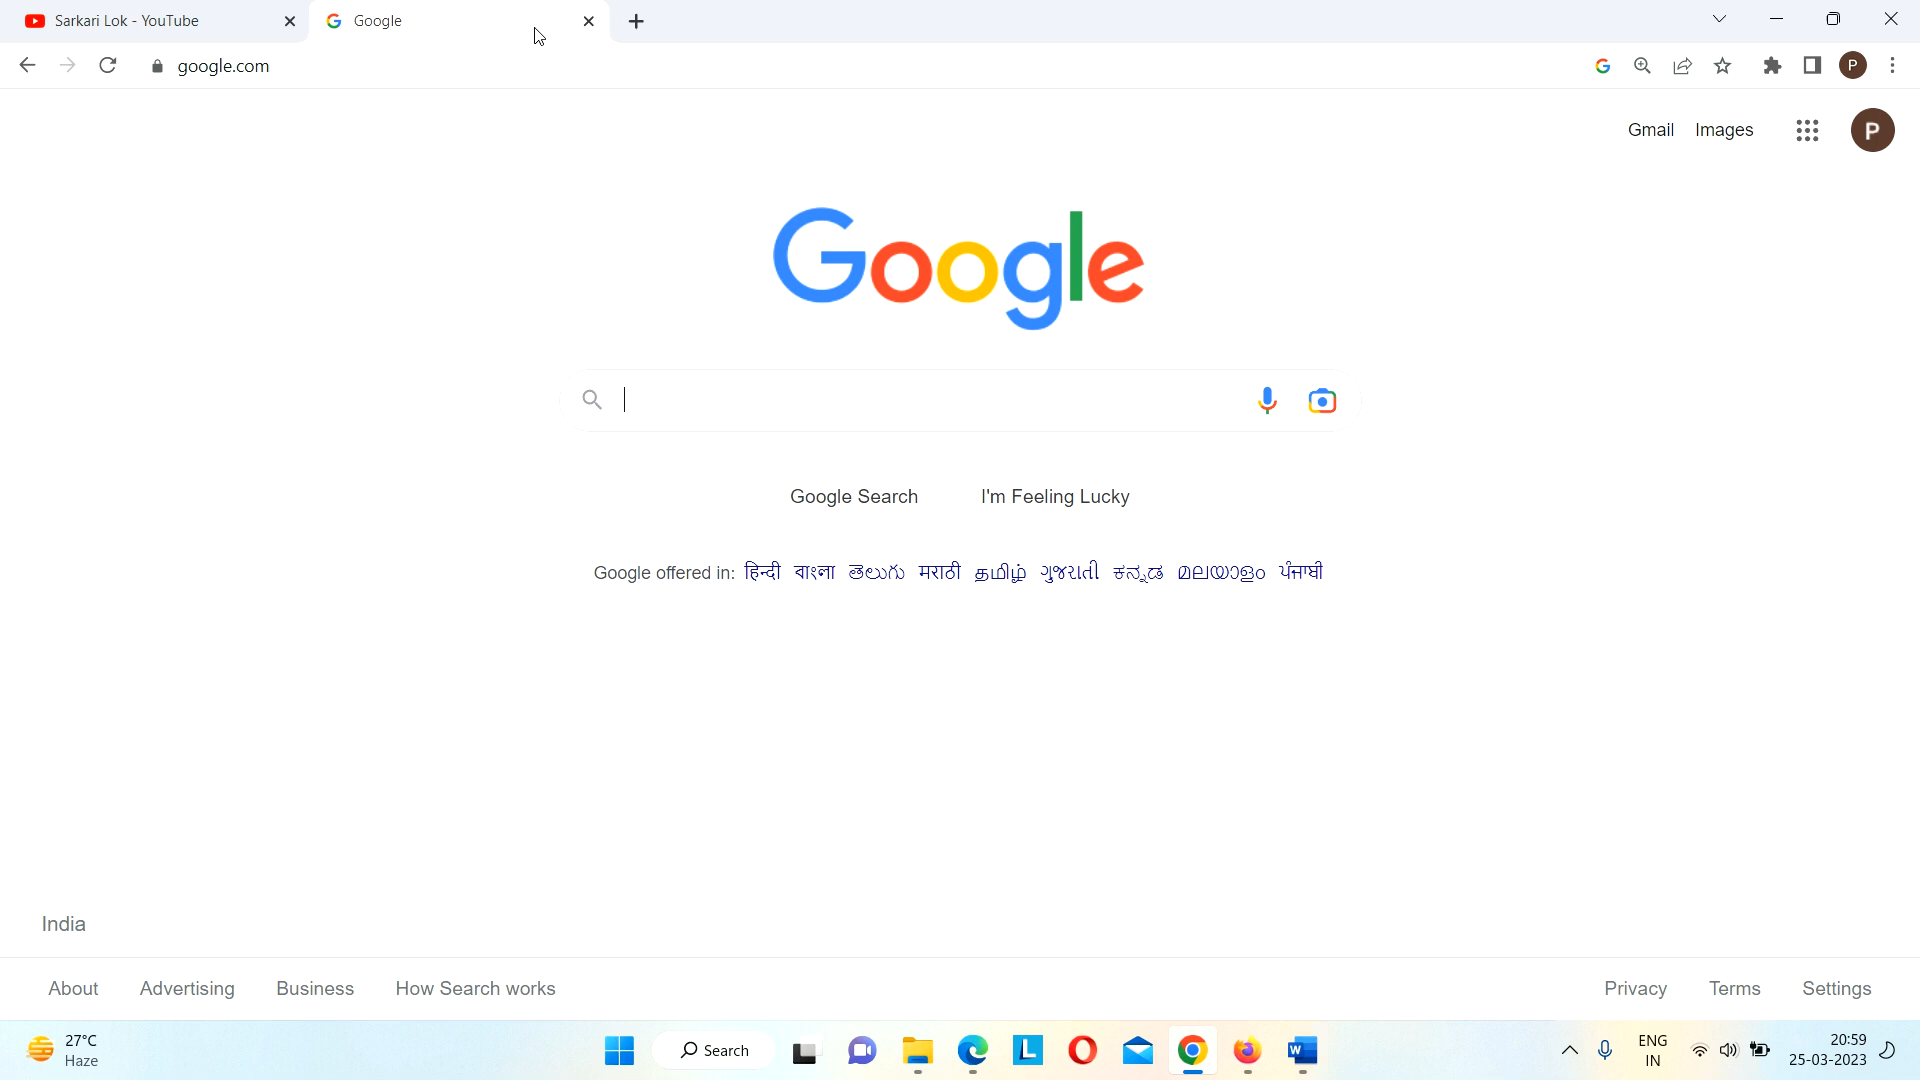 Sarkari Lok - YouTube
Google
google.com
P
Gmail Images
P
Google
Google Search I'm Feeling Lucky
Google offered in: हिन्दी বাংলা తెలుగు मराठी தமிழ் ગુજરાતી ಕನ್ನಡ മലയാളം ਪੰਜਾਬੀ
India
About Advertising Business How Search works
Privacy Terms Settings
27°C
Haze
Search
ENG
IN
20:59
25-03-2023